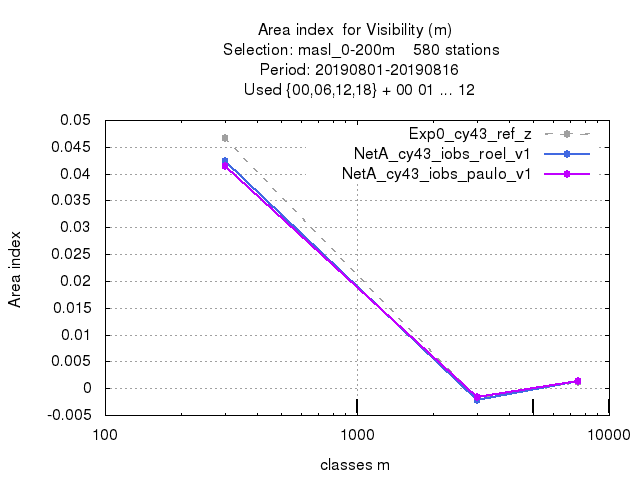 Area index  for Visibility (m)
Selection: masl_0-200m    580 stations
Period: 20190801-20190816
Used {00,06,12,18} + 00 01 ... 12
Exp0_cy43_ref_z
NetA_cy43_iobs_roel_v1
NetA_cy43_iobs_paulo_v1
0.05
0.045
0.04
0.035
0.03
0.025
0.02
0.015
0.01
0.005
0
-0.005
Area index
100 1000 10000
classes m